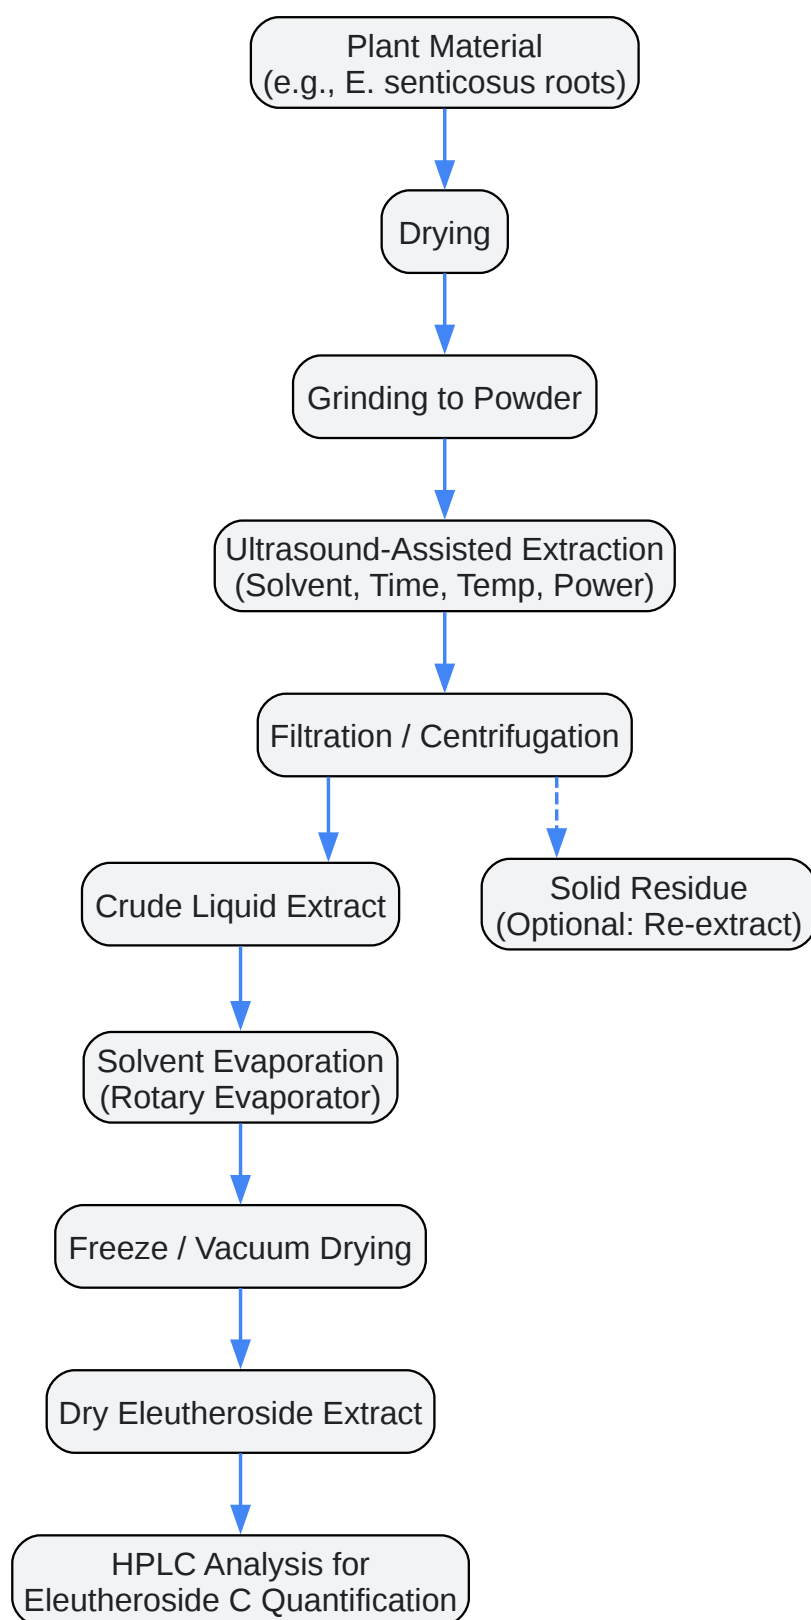 Plant Material
(e.g., E. senticosus roots)
Drying
Grinding to Powder
Ultrasound-Assisted Extraction
(Solvent, Time, Temp, Power)
Filtration / Centrifugation
Crude Liquid Extract
Solid Residue
(Optional: Re-extract)
Solvent Evaporation
(Rotary Evaporator)
Freeze / Vacuum Drying
Dry Eleutheroside Extract
HPLC Analysis for
Eleutheroside C Quantification